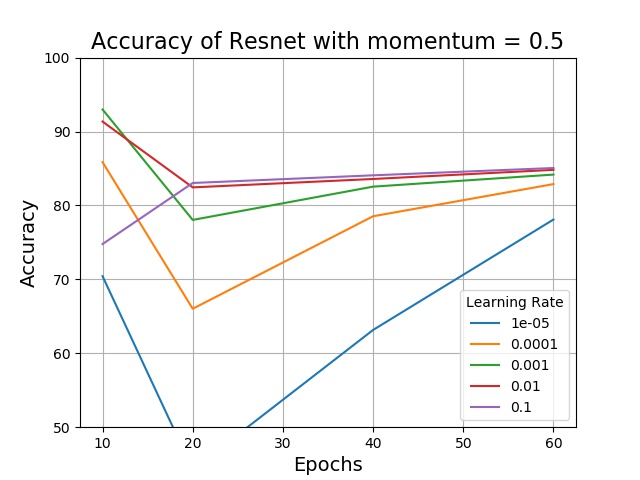 Accuracy of Resnet with momentum = 0.5
Accuracy
100
90
80
70
60
50
10 20 30 40 50 60
Epochs
Learning Rate
1e-05
0.0001
0.001
0.01
0.1